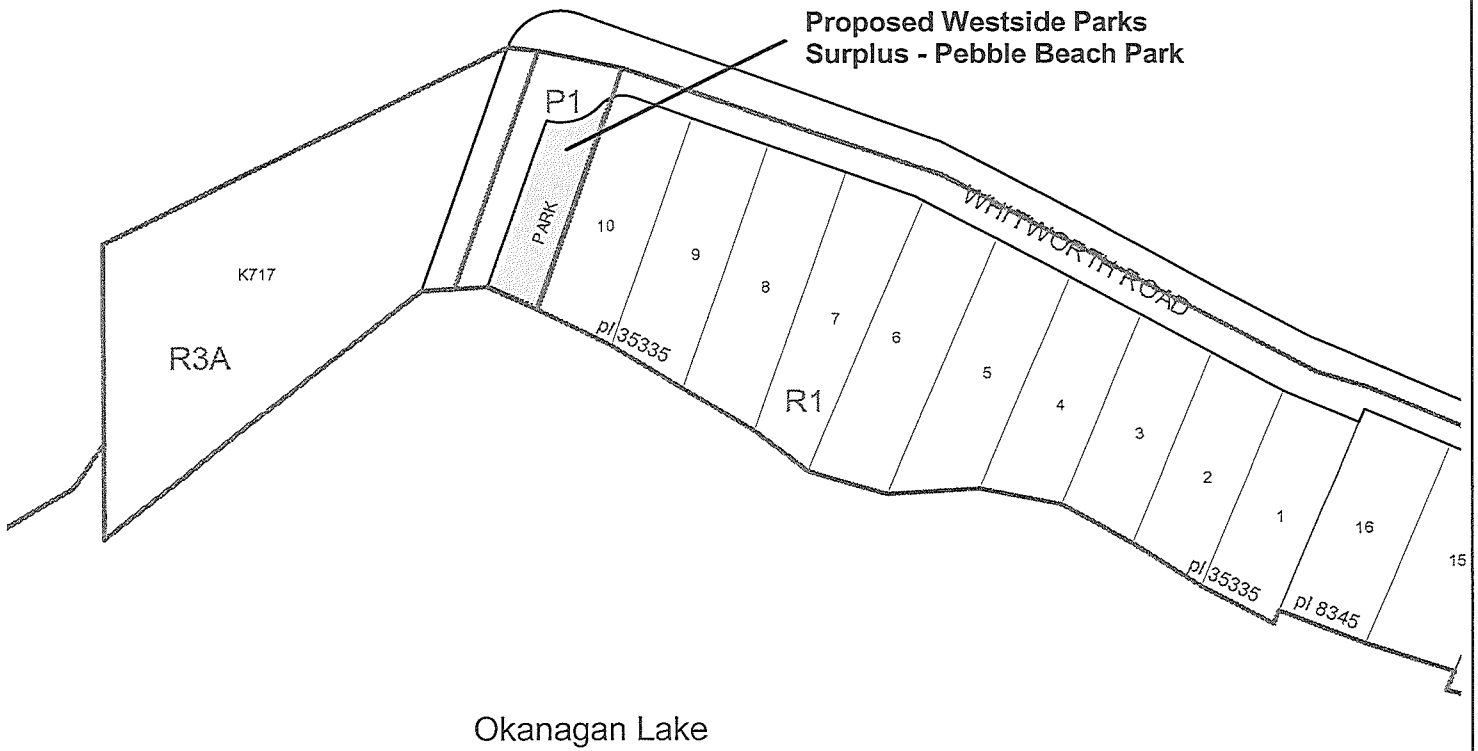 Proposed Westside Parks
Surplus - Pebble Beach Park
P1
PARK
10
9
8
7
6
5
4
3
2
1
16
15
WHITWORTH ROAD
K717
R3A
R1
pl 35335
pl 35335
pl 8345
Okanagan Lake